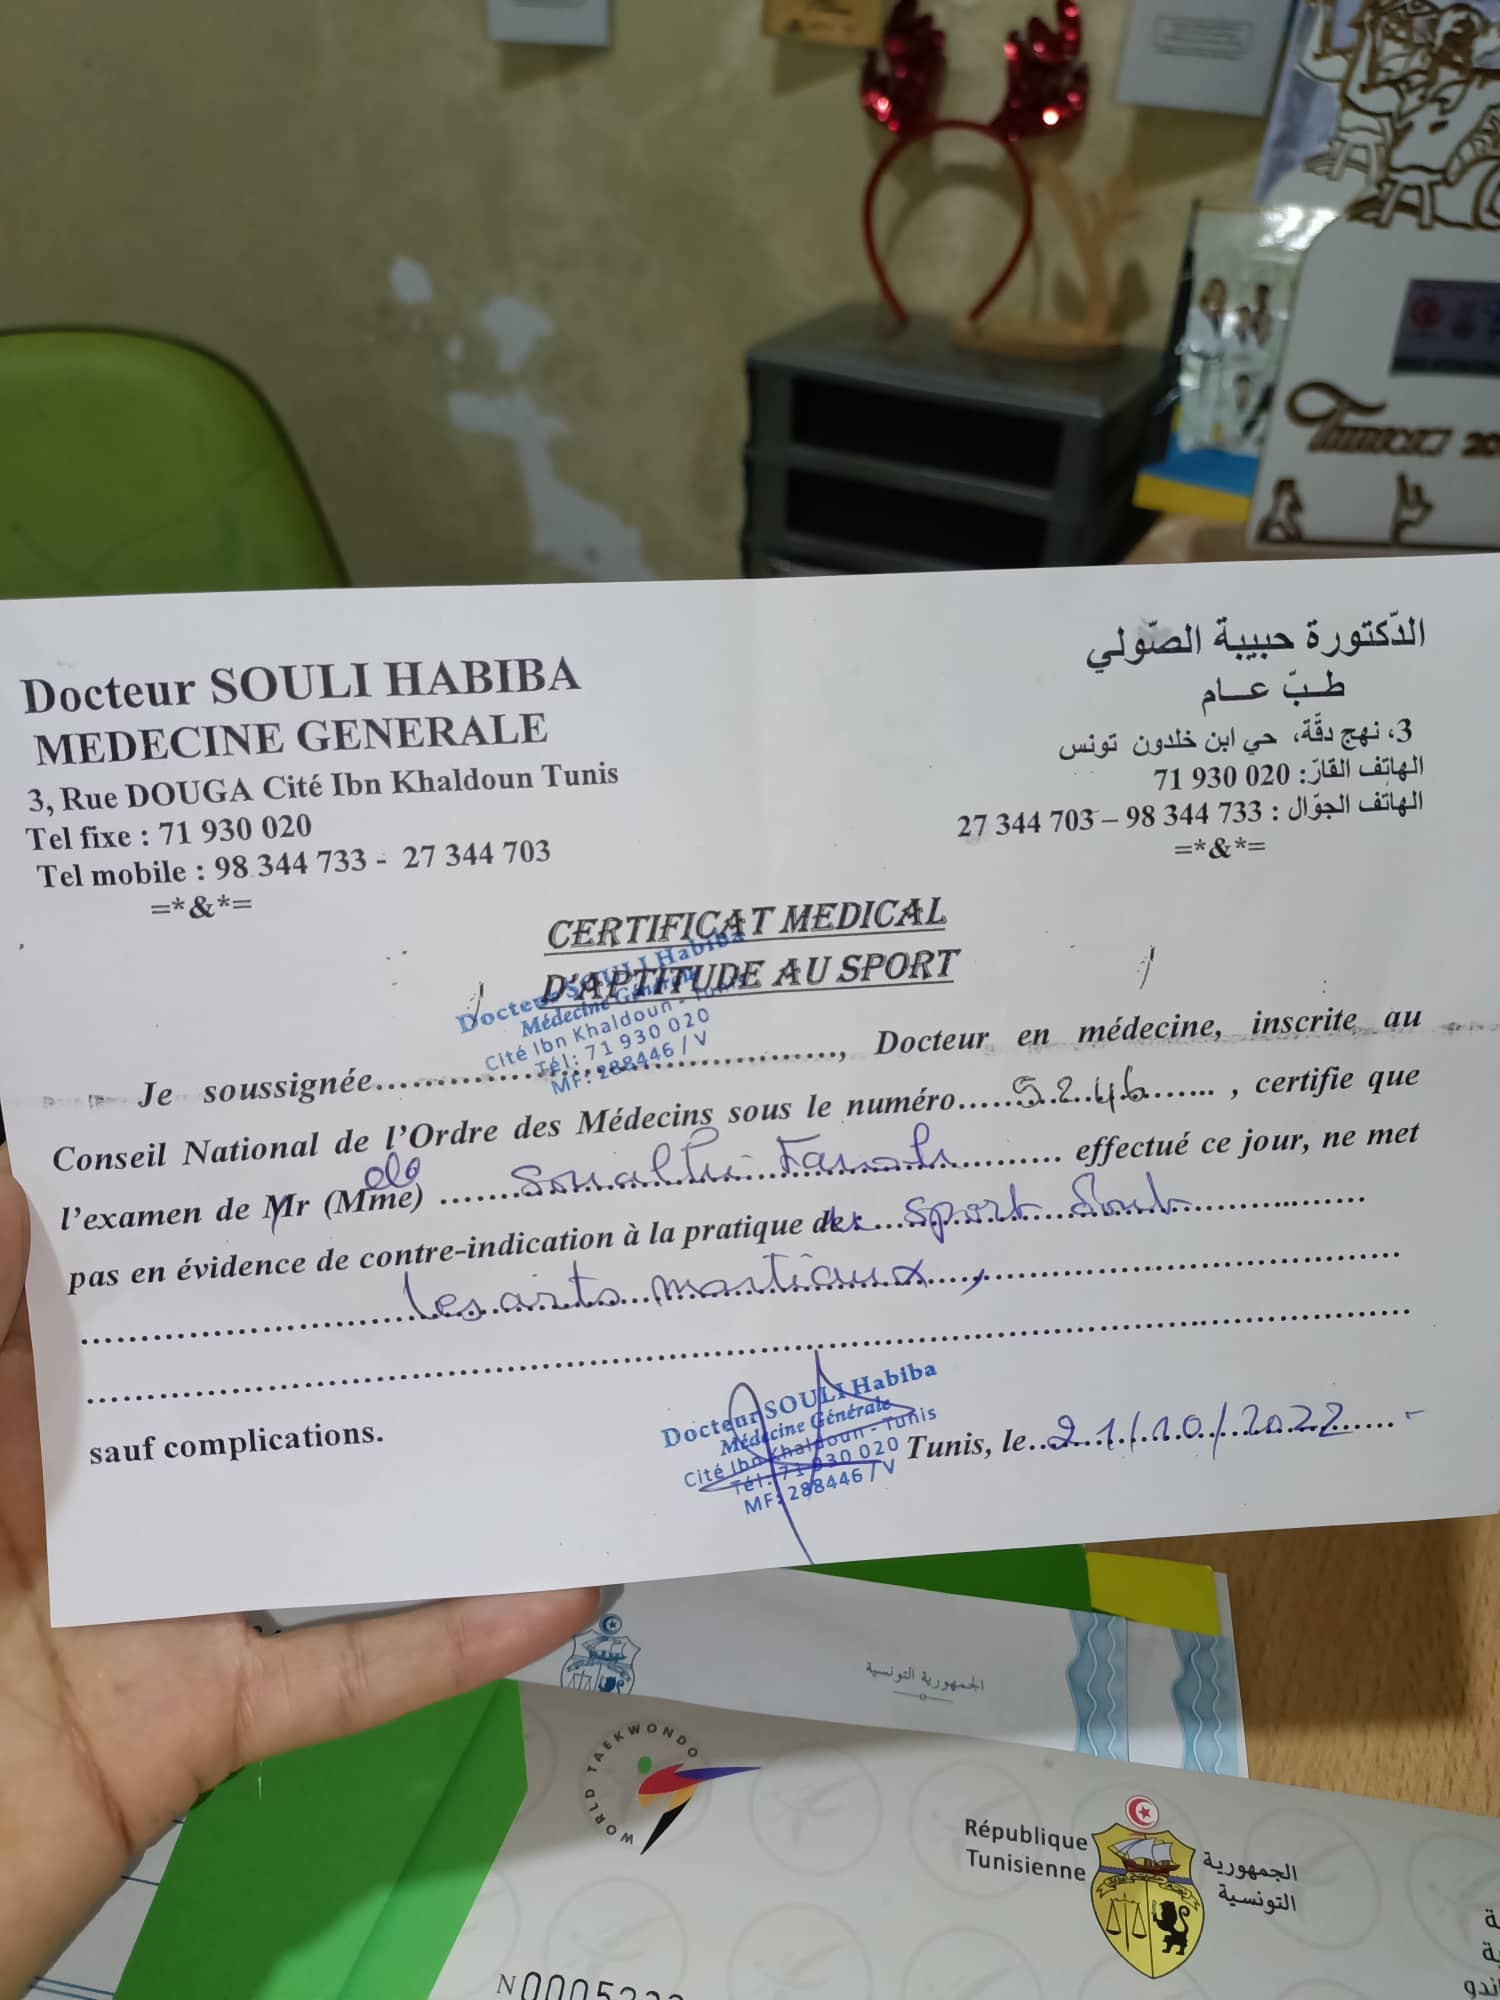 Docteur SOULI HABIBA
MEDECINE GENERALE
3, Rue DOUGA Cité Ibn Khaldoun Tunis
Tel fixe : 71 930 020
Tel mobile : 98 344 733 - 27 344 703
=*&*=
الدّكتورة حبيبة الصّولي
طـبّ عـــام
3، نهج دقّة، حي ابن خلدون تونس
الهاتف القارّ: 71 930 020
الهاتف الجوّال : 98 344 733 – 27 344 703
=*&*=
CERTIFICAT MEDICAL
D'APTITUDE AU SPORT
Docteur SOULI Habiba
Médecine Générale
Cité Ibn Khaldoun - Tunis
Tél: 71 930 020
MF: 288446 / V
Je soussignée........................................, Docteur en médecine, inscrite au
Conseil National de l'Ordre des Médecins sous le numéro.....5246......, certifie que
l'examen de Mr (Mme) ........................ effectué ce jour, ne met
pas en évidence de contre-indication à la pratique de : ... sport
les arts martiaux,
sauf complications.
Docteur SOULI Habiba
Médecine Générale
Cité Ibn Khaldoun - Tunis
Tél: 71 930 020
MF: 288446 / V
Tunis, le..21/10/2022......
الجمهورية التونسية
WORLD TAEKWONDO
République
Tunisienne
الجمهورية
التونسية